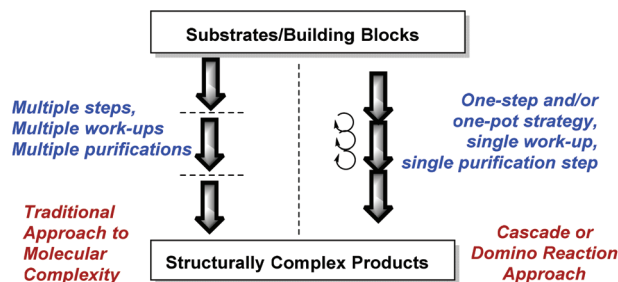 Substrates/Building Blocks
Multiple steps,
Multiple work-ups
Multiple purifications
One-step and/or
one-pot strategy,
single work-up,
single purification step
Traditional
Approach to
Molecular
Complexity
Structurally Complex Products
Cascade or
Domino Reaction
Approach